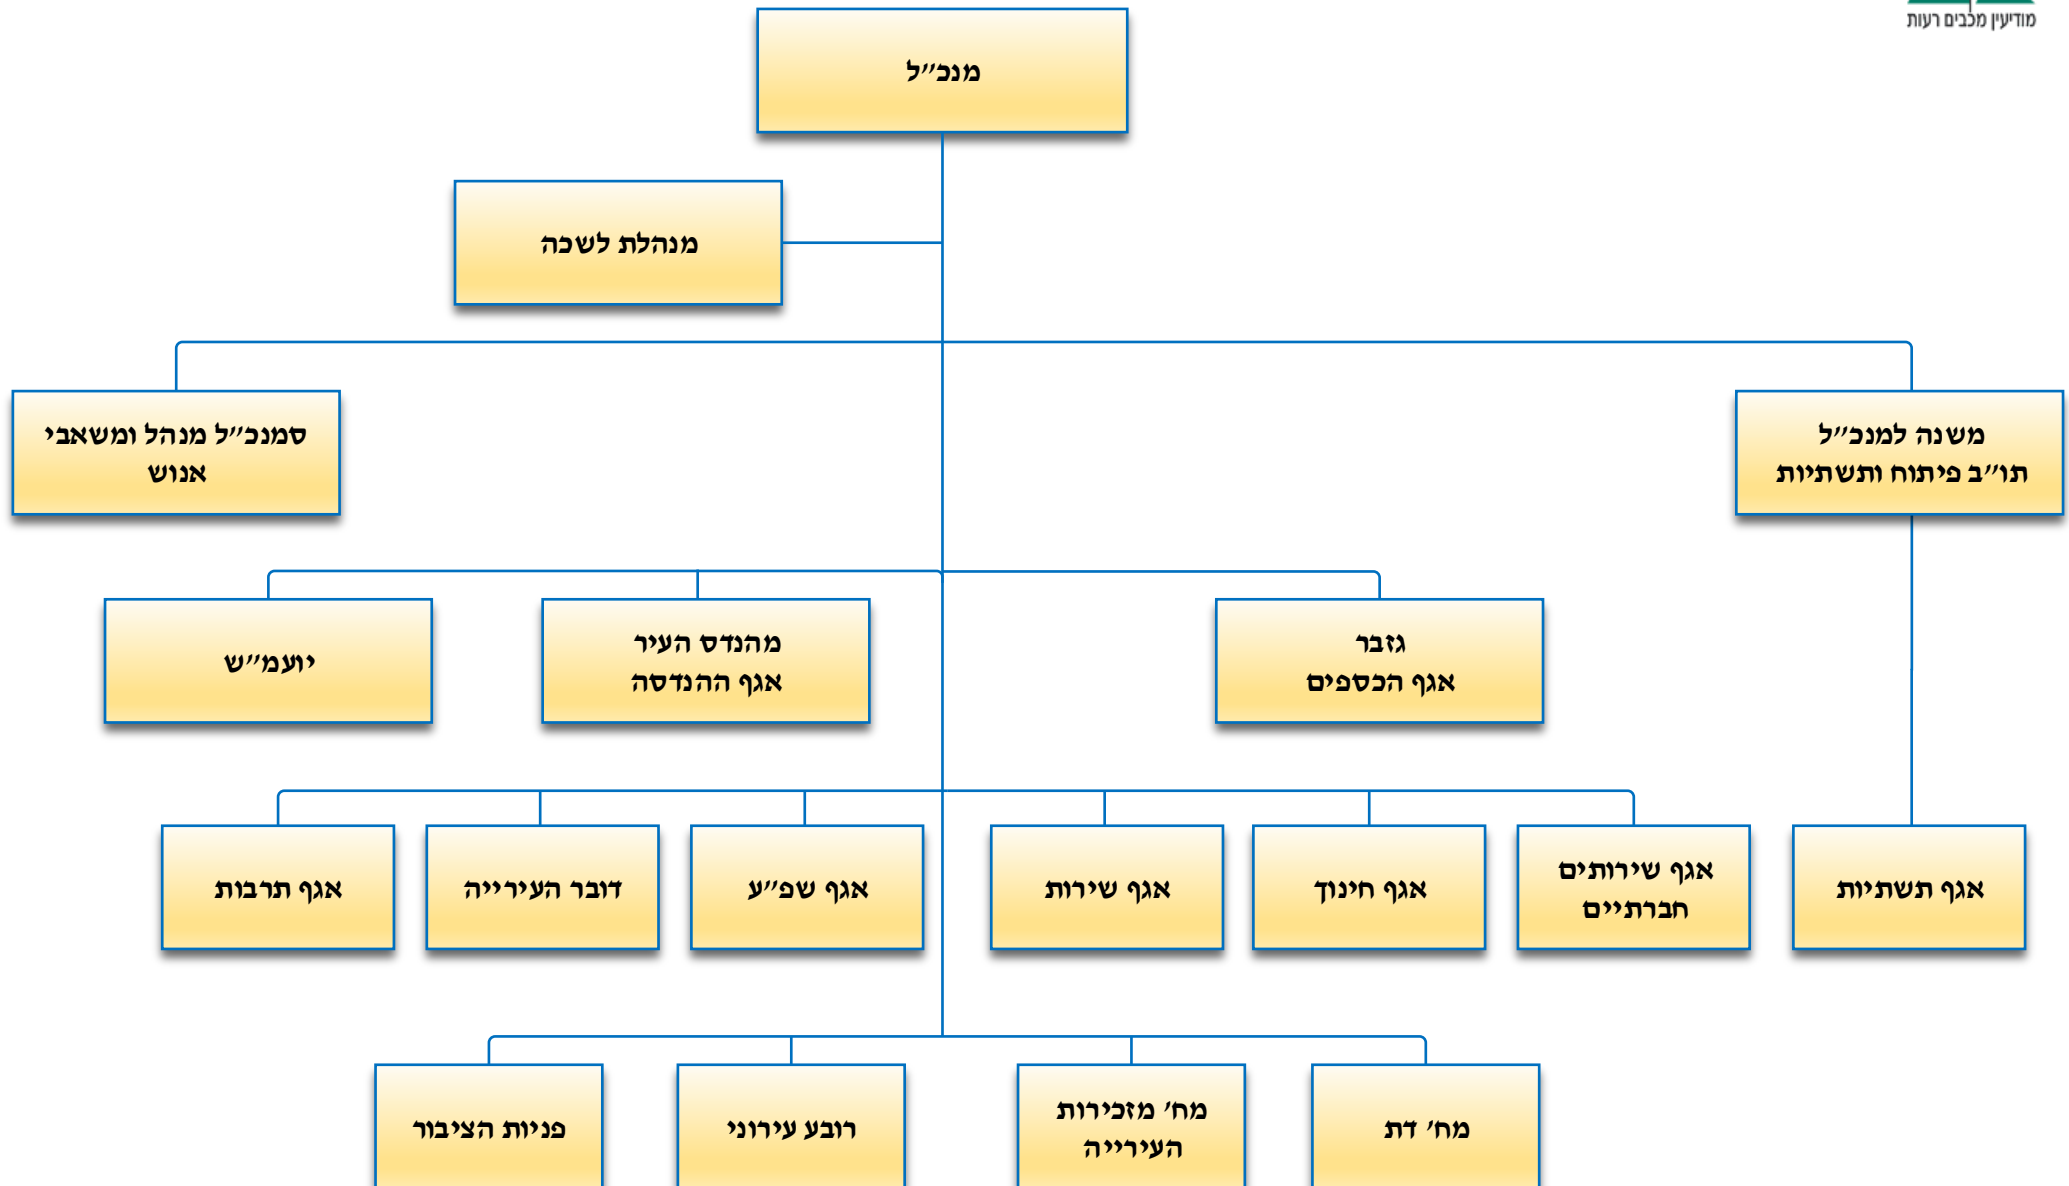 מודיעין מכבים רעות
מנכ״ל
מנהלת לשכה
משנה למנכ״ל
תו״ב פיתוח ותשתיות
סמנכ״ל מנהל ומשאבי
אנוש
גזבר
אגף הכספים
מהנדס העיר
אגף ההנדסה
יועמ״ש
אגף תשתיות
אגף שירותים
חברתיים
אגף חינוך
אגף שירות
אגף שפ״ע
דובר העירייה
אגף תרבות
מח׳ דת
מח׳ מזכירות
העירייה
רובע עירוני
פניות הציבור